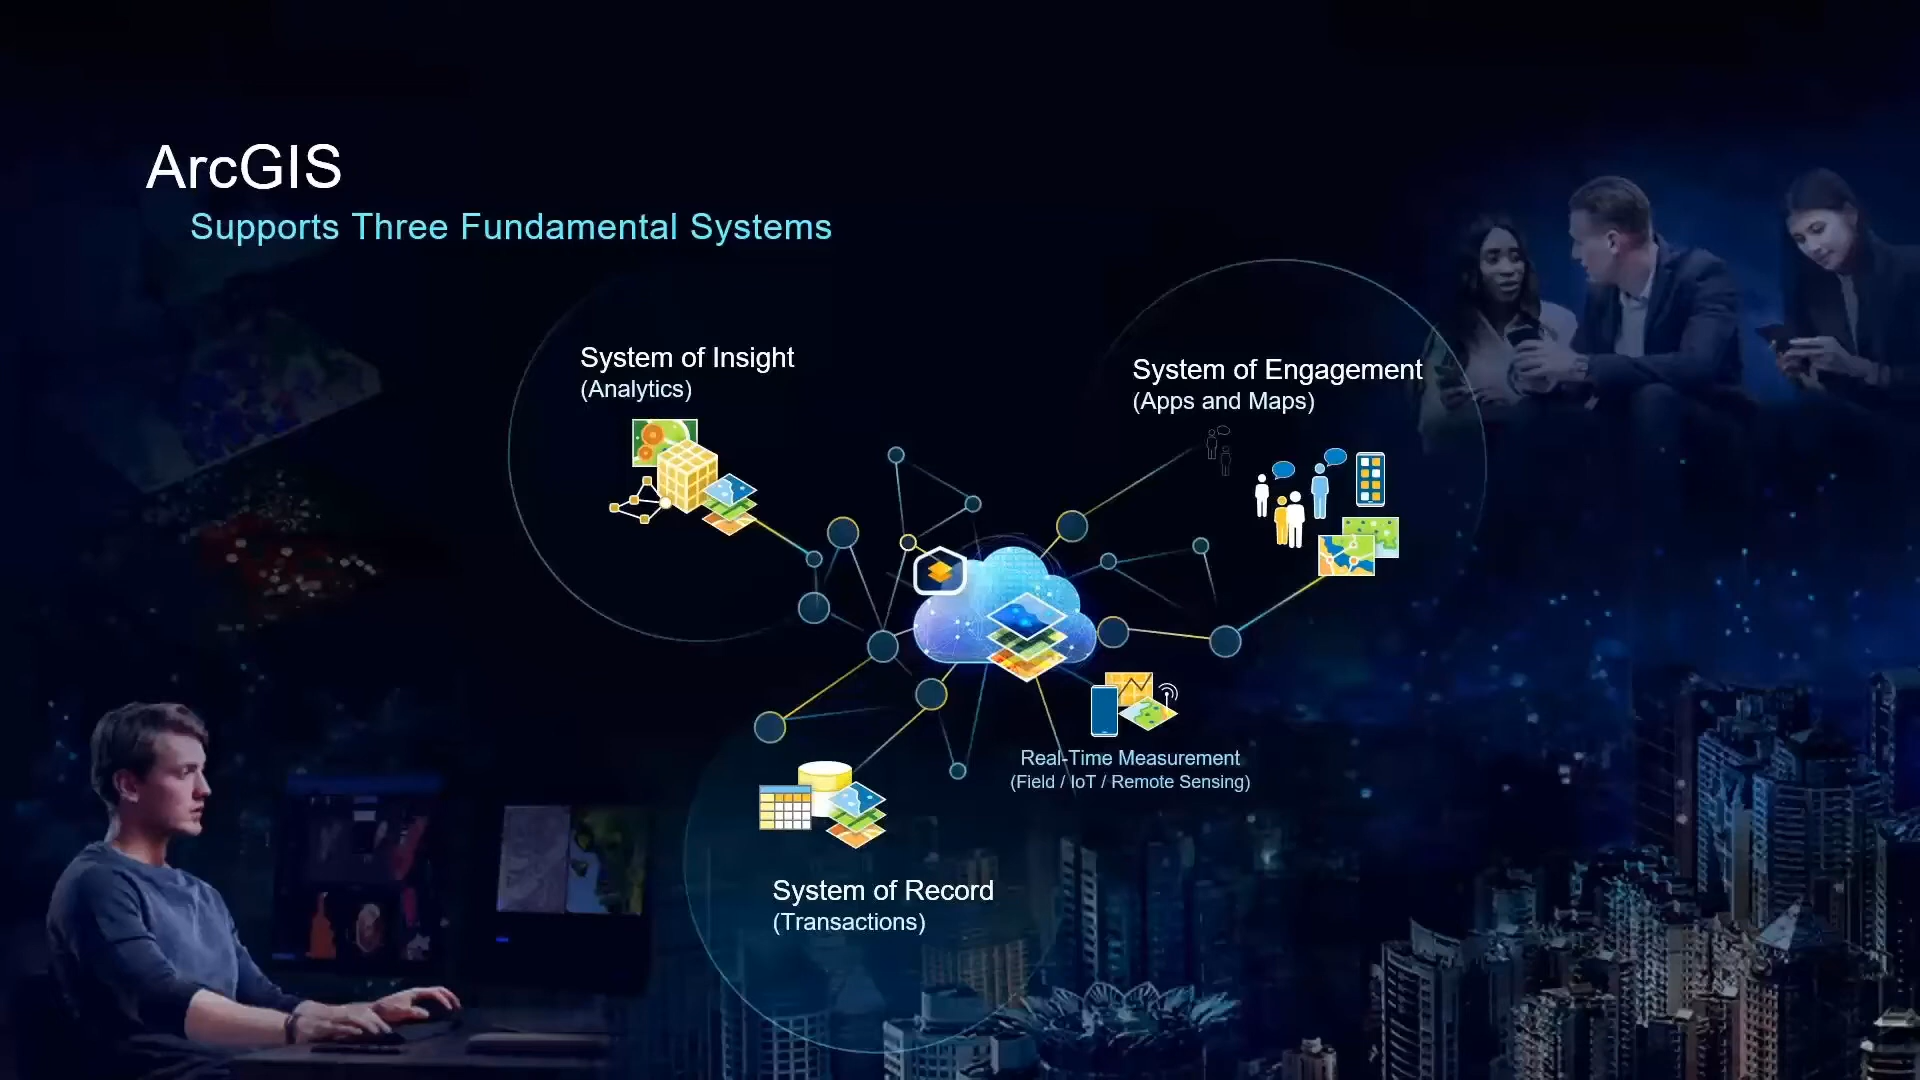 ArcGIS
Supports Three Fundamental Systems
System of Insight
(Analytics)
System of Engagement
(Apps and Maps)
Real-Time Measurement
(Field / IoT / Remote Sensing)
System of Record
(Transactions)